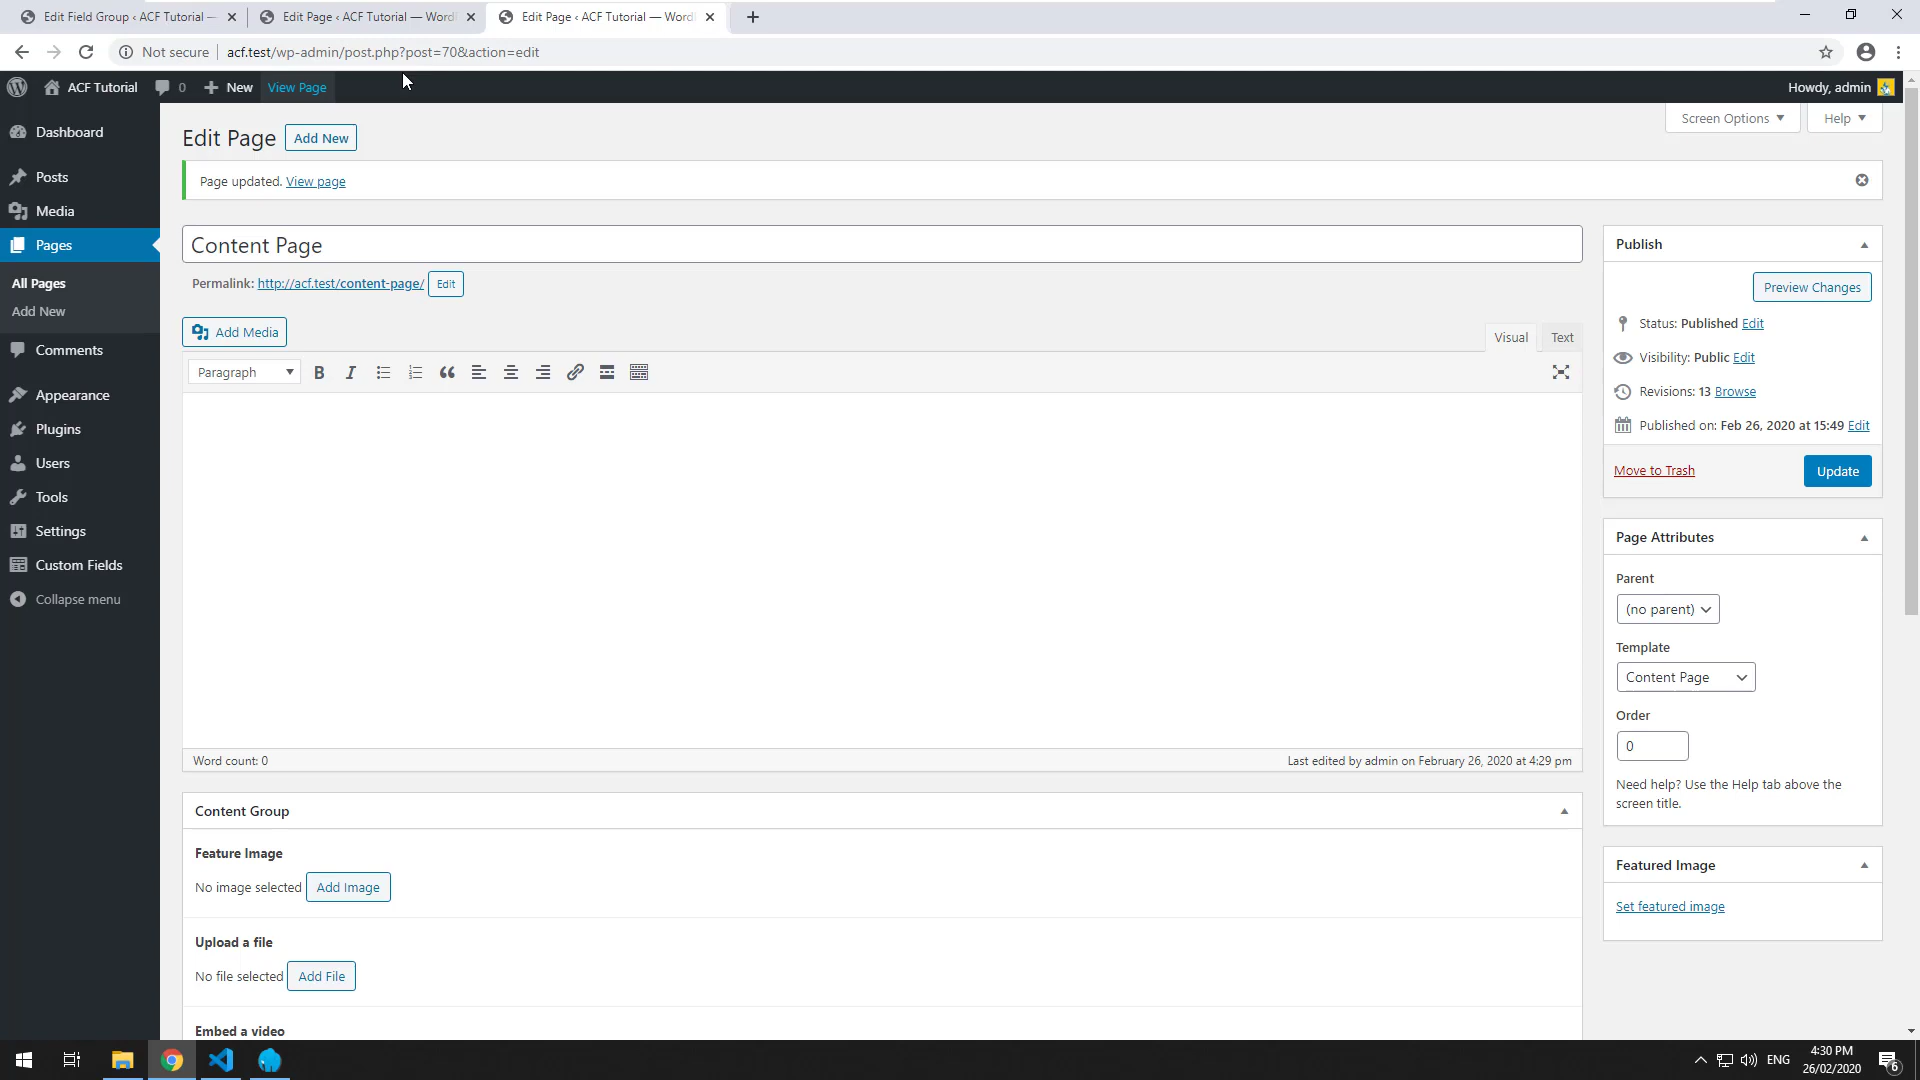 Edit Field Group ‹ ACF Tutorial —
Edit Page ‹ ACF Tutorial — WordP
Edit Page ‹ ACF Tutorial — Word
Not secure
acf.test/wp-admin/post.php?post=70&action=edit
ACF Tutorial
0
New
View Page
Howdy, admin
Dashboard
Posts
Media
Pages
All Pages
Add New
Comments
Appearance
Plugins
Users
Tools
Settings
Custom Fields
Collapse menu
Screen Options
Help
Edit Page
Add New
Page updated. View page
Content Page
Permalink: http://acf.test/content-page/ Edit
Add Media
Visual
Text
Paragraph
Word count: 0
Last edited by admin on February 26, 2020 at 4:29 pm
Content Group
Feature Image
No image selected
Add Image
Upload a file
No file selected
Add File
Embed a video
Publish
Preview Changes
Status: Published Edit
Visibility: Public Edit
Revisions: 13 Browse
Published on: Feb 26, 2020 at 15:49 Edit
Move to Trash
Update
Page Attributes
Parent
(no parent)
Template
Content Page
Order
0
Need help? Use the Help tab above the
screen title.
Featured Image
Set featured image
ENG
4:30 PM
26/02/2020
6